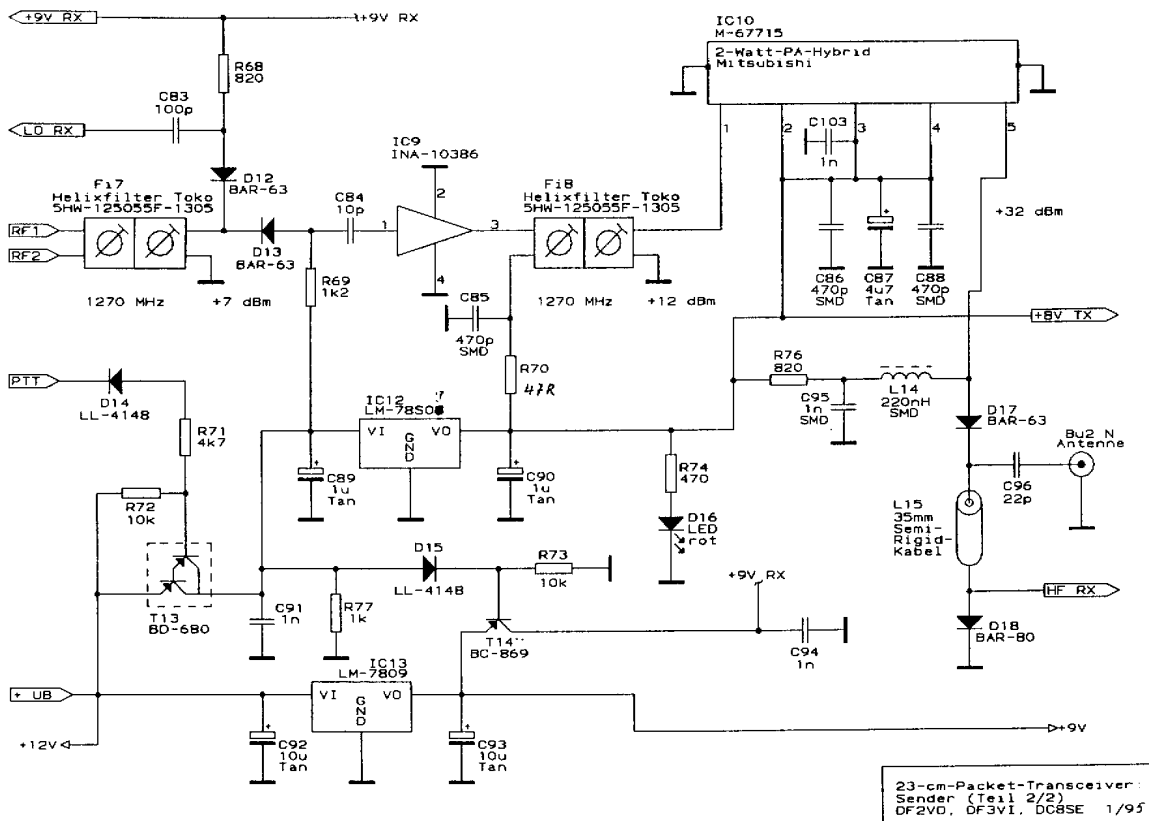 +9V RX
+9V RX
R68
820
C83
100p
LO RX
D12
BAR-63
Fi7
Helixfilter Toko
5HW-125055F-1305
RF1
RF2
D13
BAR-63
1270 MHz
+7 dBm
R69
1k2
C84
10p
IC9
INA-10386
1
2
3
4
Fi8
Helixfilter Toko
5HW-125055F-1305
1270 MHz
+12 dBm
C85
470p
SMD
R70
47R
IC10
M-67715
2-Watt-PA-Hybrid
Mitsubishi
1
2
3
4
5
C103
1n
+32 dBm
C86
470p
SMD
+
C87
4u7
Tan
C88
470p
SMD
+8V TX
PTT
D14
LL-4148
R71
4k7
R72
10k
T13
BD-680
IC12
LM-78S0
VI
VO
GND
+
C89
1u
Tan
+
C90
1u
Tan
R74
470
D16
LED
rot
R76
820
C95
1n
SMD
L14
220nH
SMD
D17
BAR-63
Bu2 N
Antenne
C96
22p
L15
35mm
Semi-
Rigid-
Kabel
HF RX
D18
BAR-80
D15
LL-4148
R73
10k
C91
1n
R77
1k
T14
BC-869
+9V RX
C94
1n
IC13
LM-7809
VI
VO
GND
+ UB
+12V
+
C92
10u
Tan
+
C93
10u
Tan
+9V
23-cm-Packet-Transceiver
Sender (Teil 2/2)
DF2VO, DF3VI, DC8SE 1/95